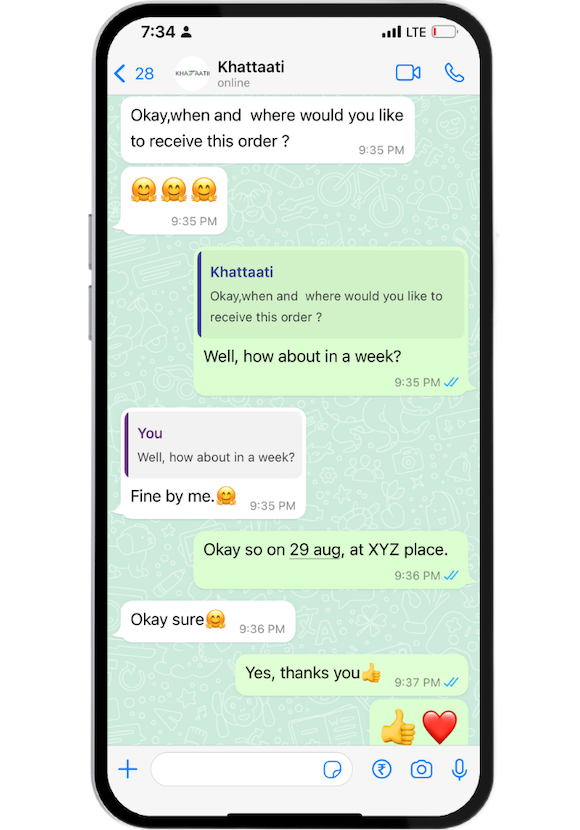 7:34
LTE
28
KHATTAATI
Khattaati
online
Okay,when and  where would you like
to receive this order ?
9:35 PM
🤗🤗🤗
9:35 PM
Khattaati
Okay,when and  where would you like to
receive this order ?
Well, how about in a week?
9:35 PM
You
Well, how about in a week?
Fine by me.🤗
9:35 PM
Okay so on 29 aug, at XYZ place.
9:36 PM
Okay sure🤗
9:36 PM
Yes, thanks you👍
9:37 PM
👍❤️
₹